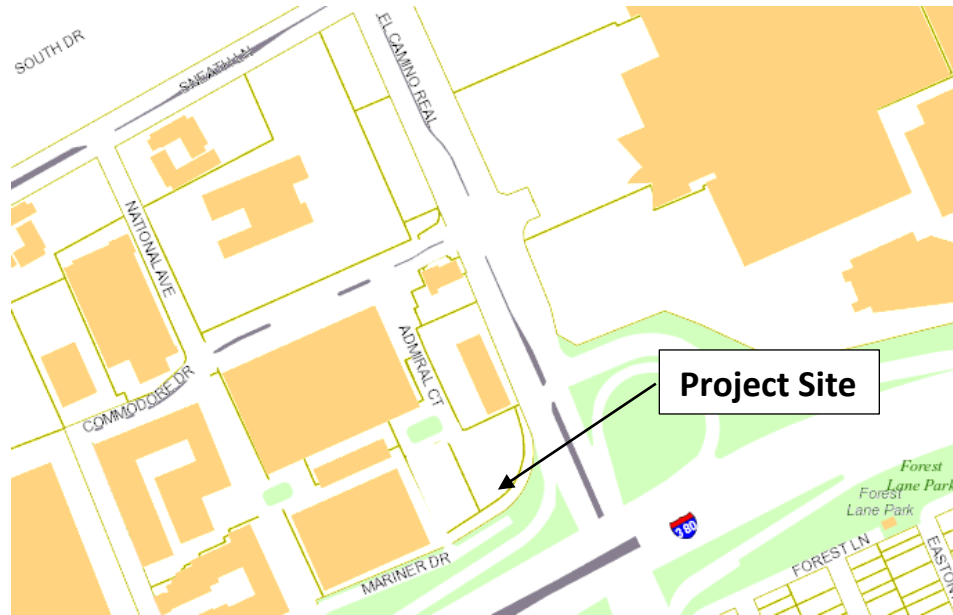 SOUTH DR
SNEATH LN
EL CAMINO REAL
NATIONAL AVE
ADMIRAL CT
COMMODORE DR
Project Site
MARINER DR
380
Forest
Lane Park
Forest
Lane Park
FOREST LN
EASTON